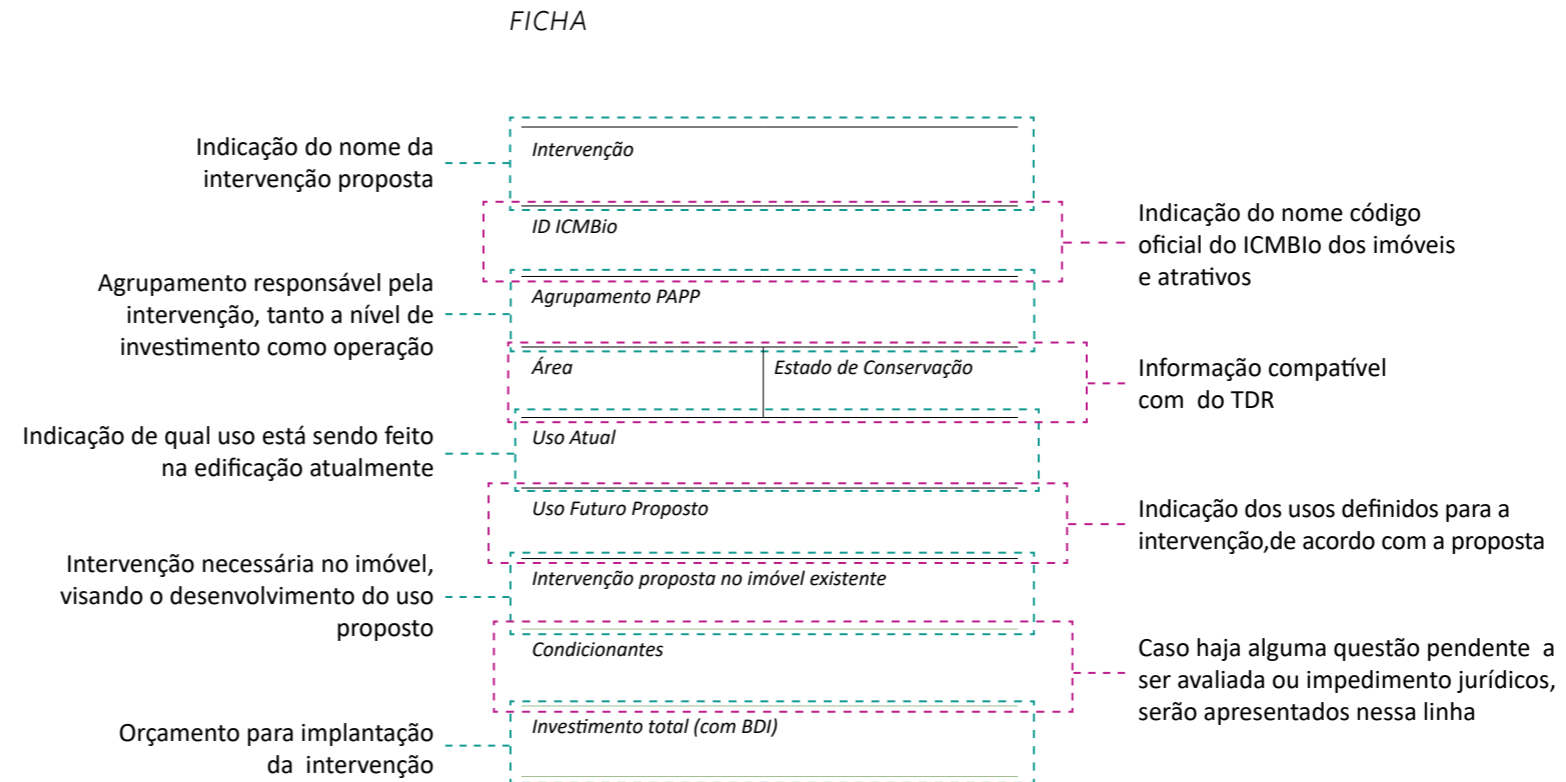 FICHA
Indicação do nome da
intervenção proposta
Intervenção
ID ICMBio
Indicação do nome código
oficial do ICMBIo dos imóveis
e atrativos
Agrupamento responsável pela
intervenção, tanto a nível de
investimento como operação
Agrupamento PAPP
Área
Estado de Conservação
Informação compatível
com do TDR
Indicação de qual uso está sendo feito
na edificação atualmente
Uso Atual
Uso Futuro Proposto
Indicação dos usos definidos para a
intervenção,de acordo com a proposta
Intervenção necessária no imóvel,
visando o desenvolvimento do uso
proposto
Intervenção proposta no imóvel existente
Condicionantes
Caso haja alguma questão pendente a
ser avaliada ou impedimento jurídicos,
serão apresentados nessa linha
Orçamento para implantação
da intervenção
Investimento total (com BDI)